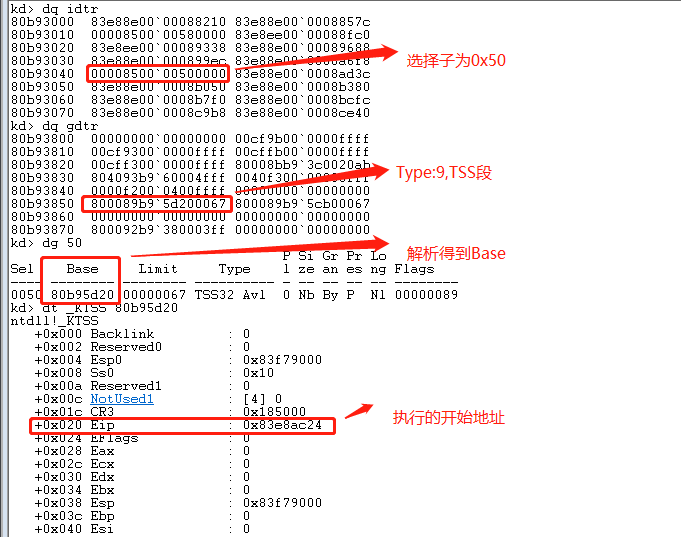 kd> dq idtr
80b93000 83e88e00`00088210 83e88e00`0008857c
80b93010 00008500`00580000 83e8ee00`00088fc0
80b93020 83e8ee00`00089338 83e88e00`00089688
80b93030 83e88e00`000899ec 83e88e00`
80b93040 00008500`00500000 83e88e00`0008ad3c
80b93050 83e88e00`0008b050 83e88e00`0008b380
80b93060 83e88e00`0008b7f0 83e88e00`0008bcfc
80b93070 83e88e00`0008c9b8 83e88e00`0008ce40
选择子为0x50
kd> dq gdtr
80b93800 00000000`00000000 00cf9b00`0000ffff
80b93810 00cf9300`0000ffff 00cffb00`0000ffff
80b93820 00cff300`0000ffff 80008bb9`3c0020ab
80b93830 804093b9`60004fff 0040f300`
80b93840 0000f200`0400ffff 00000000`00000000
80b93850 800089b9`5d200067 800089b9`5cb00067
80b93860 00000000`00000000 00000000`00000000
80b93870 800092b9`380003ff 00000000`00000000
Type:9,TSS段
kd> dg 50
解析得到Base
P Si Gr Pr Lo
Sel Base Limit Type l ze an es ng Flags
---- -------- -------- ---------- - -- -- -- -- --------
0050 80b95d20 00000067 TSS32 Avl 0 Nb By P Nl 00000089
kd> dt _KTSS 80b95d20
ntdll!_KTSS
+0x000 Backlink : 0
+0x002 Reserved0 : 0
+0x004 Esp0 : 0x83f79000
+0x008 Ss0 : 0x10
+0x00a Reserved1 : 0
+0x00c NotUsed1 : [4] 0
+0x01c CR3 : 0x185000
+0x020 Eip : 0x83e8ac24
执行的开始地址
+0x024 EFlags : 0
+0x028 Eax : 0
+0x02c Ecx : 0
+0x030 Edx : 0
+0x034 Ebx : 0
+0x038 Esp : 0x83f79000
+0x03c Ebp : 0
+0x040 Esi : 0